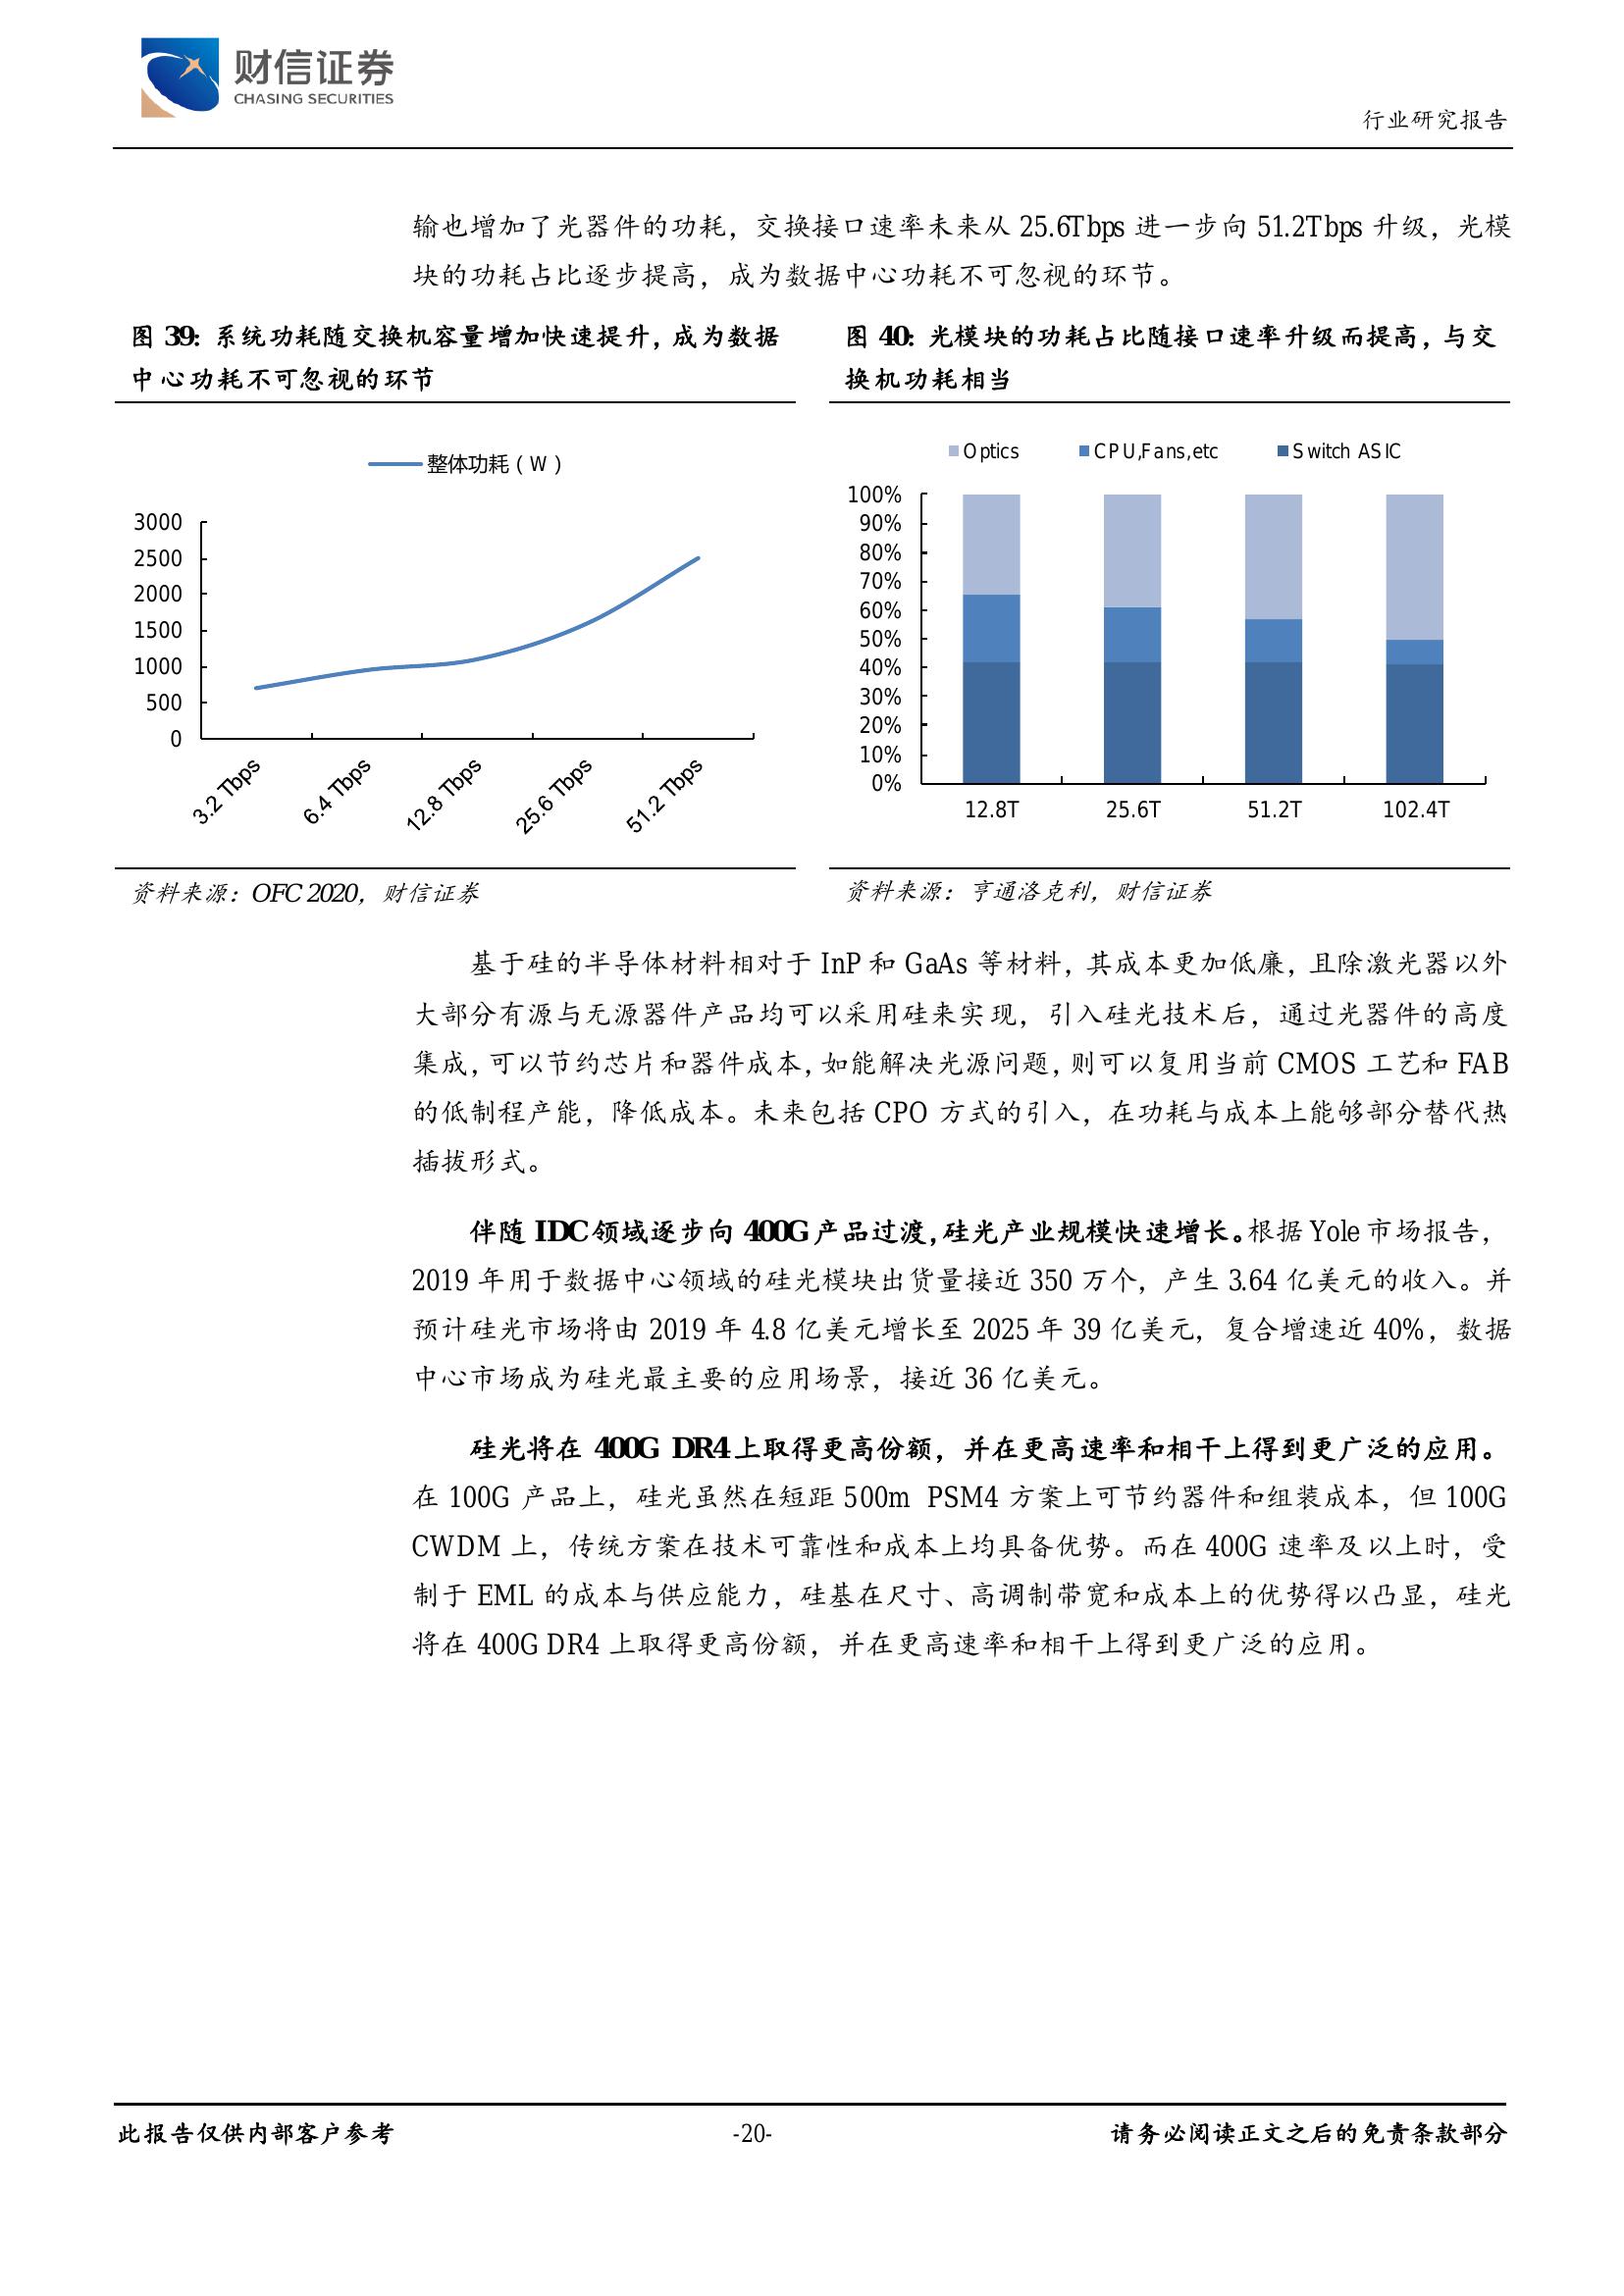 财信证券
CHASING SECURITIES
行业研究报告
输也增加了光器件的功耗，交换接口速率未来从 25.6Tbps 进一步向 51.2Tbps 升级，光模
块的功耗占比逐步提高，成为数据中心功耗不可忽视的环节。
图 39：系统功耗随交换机容量增加快速提升，成为数据
中心功耗不可忽视的环节
整体功耗（W）
3000
2500
2000
1500
1000
500
0
3.2 Tbps
6.4 Tbps
12.8 Tbps
25.6 Tbps
51.2 Tbps
资料来源：OFC 2020，财信证券
图 40：光模块的功耗占比随接口速率升级而提高，与交
换机功耗相当
Optics CPU,Fans,etc Switch ASIC
100%
90%
80%
70%
60%
50%
40%
30%
20%
10%
0%
12.8T 25.6T 51.2T 102.4T
资料来源：亨通洛克利，财信证券
基于硅的半导体材料相对于 InP 和 GaAs 等材料，其成本更加低廉，且除激光器以外
大部分有源与无源器件产品均可以采用硅来实现，引入硅光技术后，通过光器件的高度
集成，可以节约芯片和器件成本，如能解决光源问题，则可以复用当前 CMOS 工艺和 FAB
的低制程产能，降低成本。未来包括 CPO 方式的引入，在功耗与成本上能够部分替代热
插拔形式。
伴随 IDC 领域逐步向 400G 产品过渡，硅光产业规模快速增长。根据 Yole 市场报告，
2019 年用于数据中心领域的硅光模块出货量接近 350 万个，产生 3.64 亿美元的收入。并
预计硅光市场将由 2019 年 4.8 亿美元增长至 2025 年 39 亿美元，复合增速近 40%，数据
中心市场成为硅光最主要的应用场景，接近 36 亿美元。
硅光将在 400G DR4 上取得更高份额，并在更高速率和相干上得到更广泛的应用。
在 100G 产品上，硅光虽然在短距 500m PSM4 方案上可节约器件和组装成本，但 100G
CWDM 上，传统方案在技术可靠性和成本上均具备优势。而在 400G 速率及以上时，受
制于 EML 的成本与供应能力，硅基在尺寸、高调制带宽和成本上的优势得以凸显，硅光
将在 400G DR4 上取得更高份额，并在更高速率和相干上得到更广泛的应用。
此报告仅供内部客户参考
-20-
请务必阅读正文之后的免责条款部分